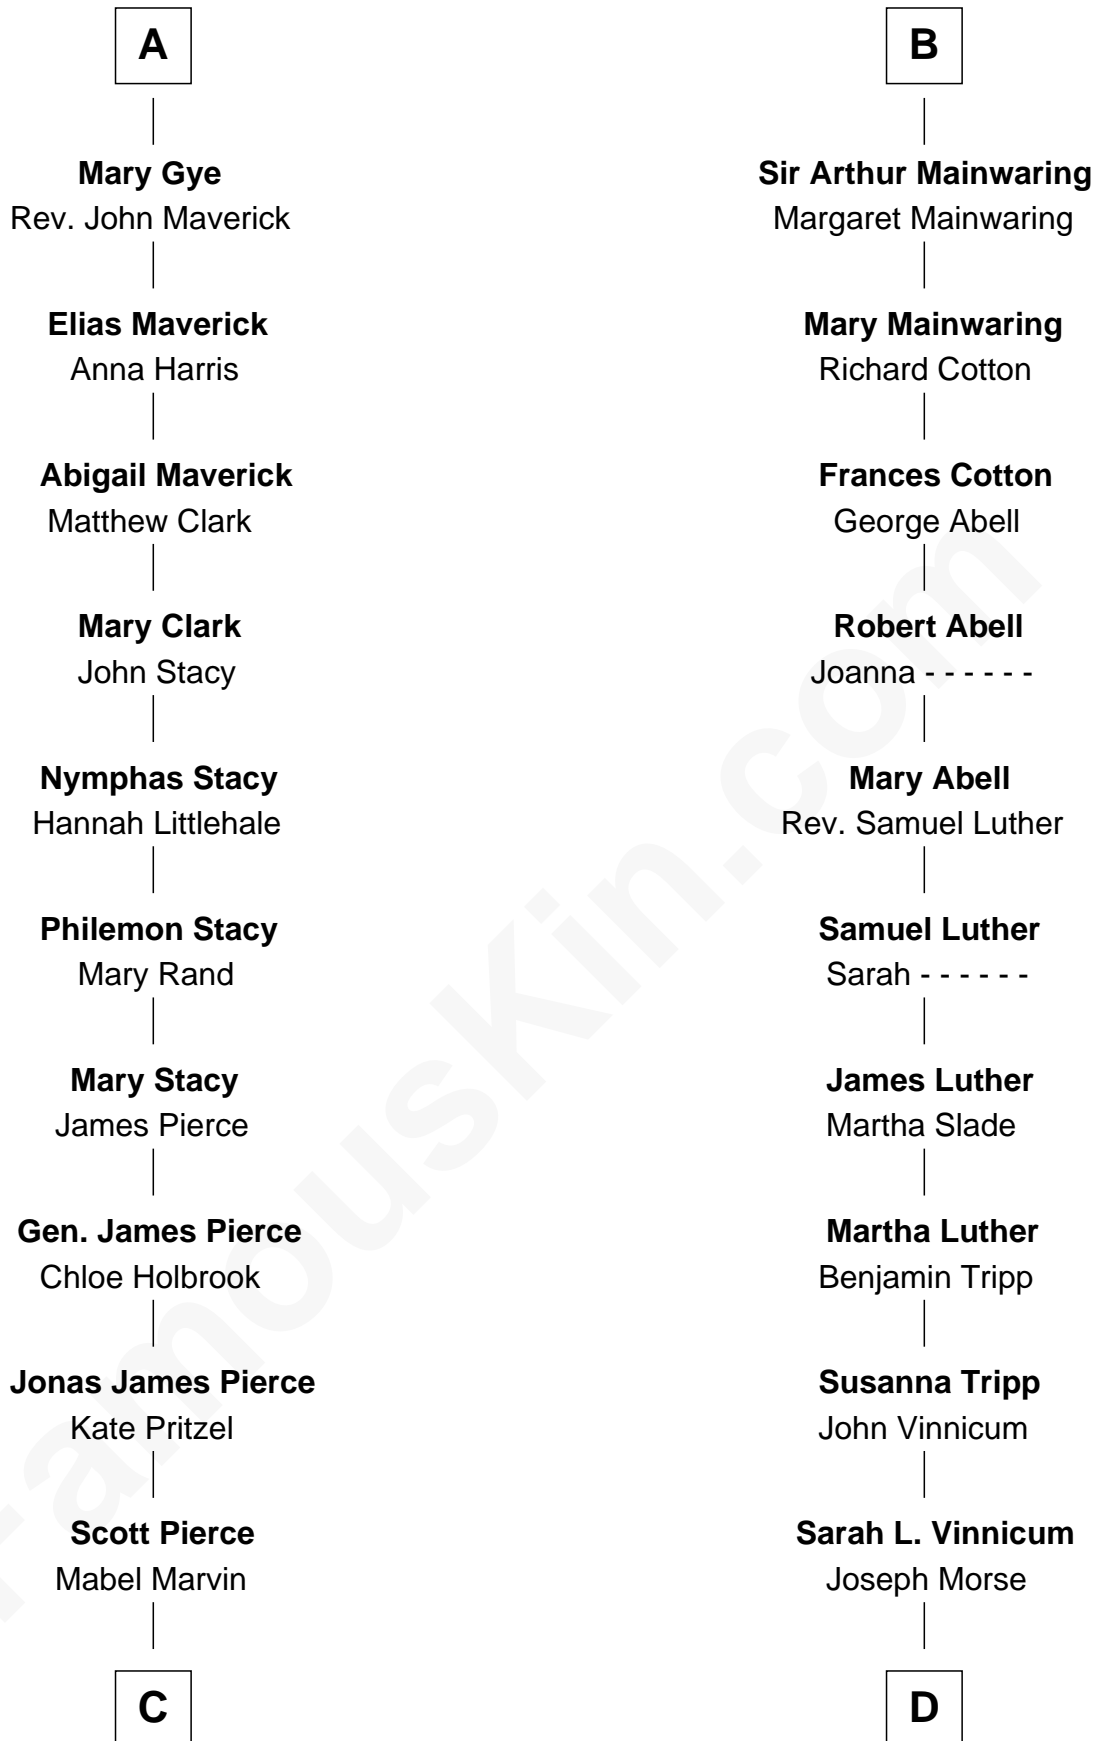 A
Mary Gye
Rev. John Maverick
Elias Maverick
Anna Harris
Abigail Maverick
Matthew Clark
Mary Clark
John Stacy
Nymphas Stacy
Hannah Littlehale
Philemon Stacy
Mary Rand
Mary Stacy
James Pierce
Gen. James Pierce
Chloe Holbrook
Jonas James Pierce
Kate Pritzel
Scott Pierce
Mabel Marvin
C
B
Sir Arthur Mainwaring
Margaret Mainwaring
Mary Mainwaring
Richard Cotton
Frances Cotton
George Abell
Robert Abell
Joanna - - - - - -
Mary Abell
Rev. Samuel Luther
Samuel Luther
Sarah - - - - - -
James Luther
Martha Slade
Martha Luther
Benjamin Tripp
Susanna Tripp
John Vinnicum
Sarah L. Vinnicum
Joseph Morse
D
FamousKin.com